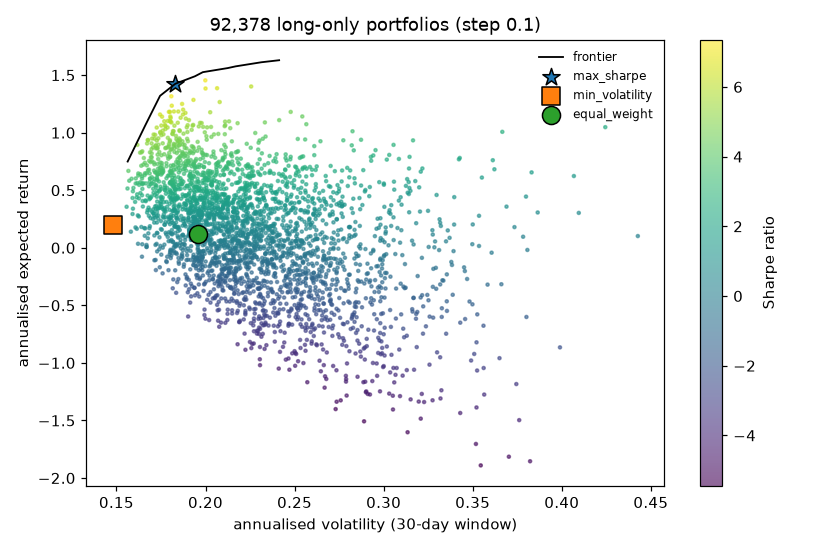 92,378 long-only portfolios (step 0.1)
frontier
max_sharpe
min_volatility
equal_weight
annualised expected return
1.5
1.0
0.5
0.0
−0.5
−1.0
−1.5
−2.0
0.15 0.20 0.25 0.30 0.35 0.40 0.45
annualised volatility (30-day window)
6
4
2
0
−2
−4
Sharpe ratio